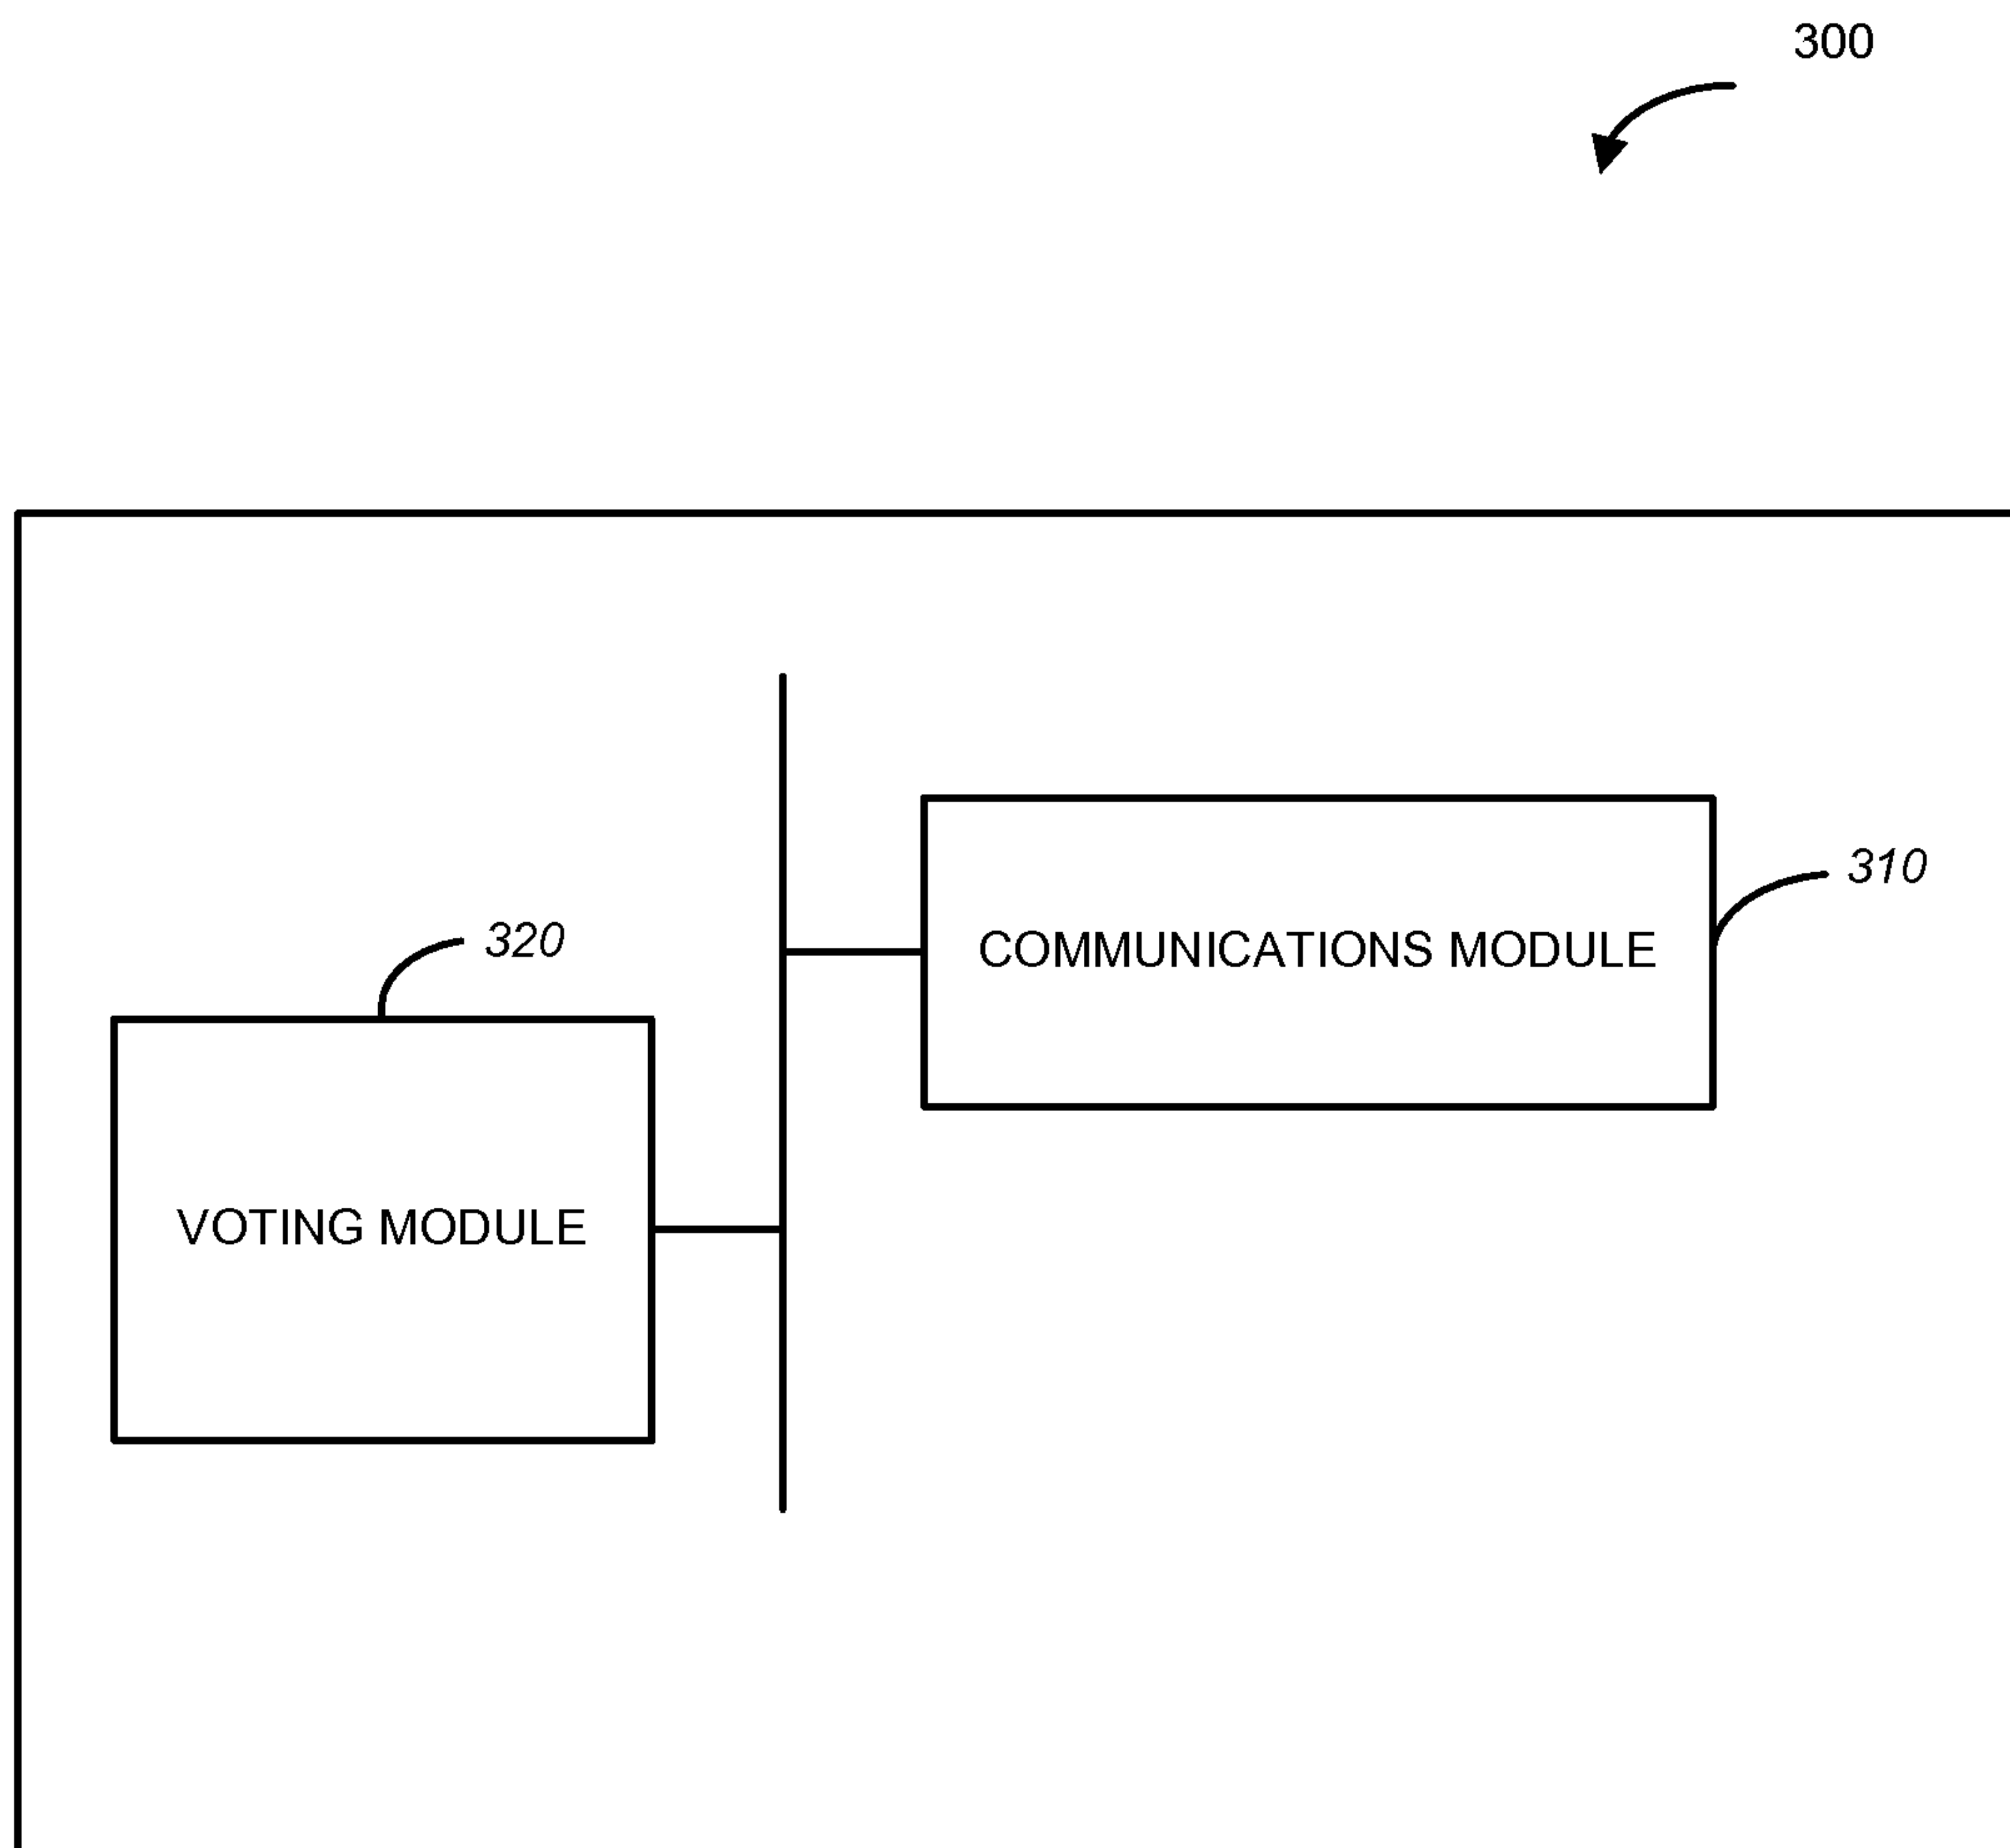 300
310
COMMUNICATIONS MODULE
320
VOTING MODULE